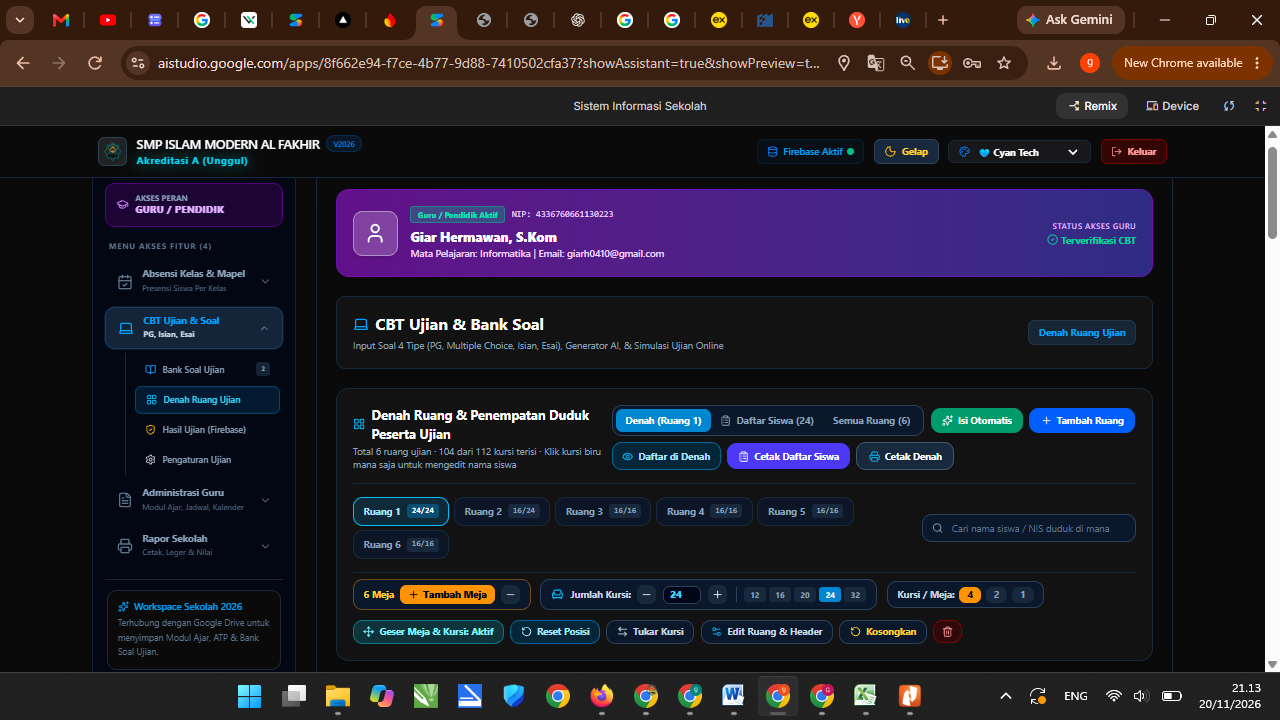 Ask Gemini
aistudio.google.com/apps/8f662e94-f7ce-4b77-9d88-7410502cfa37?showAssistant=true&showPreview=t...
g
New Chrome available
Sistem Informasi Sekolah
Remix
Device
SMP ISLAM MODERN AL FAKHIR
V2026
Akreditasi A (Unggul)
Firebase Aktif
Gelap
Cyan Tech
Keluar
AKSES PERAN
GURU / PENDIDIK
MENU AKSES FITUR (4)
Absensi Kelas & Mapel
Presensi Siswa Per Kelas
CBT Ujian & Soal
PG, Isian, Esai
Bank Soal Ujian
2
Denah Ruang Ujian
Hasil Ujian (Firebase)
Pengaturan Ujian
Administrasi Guru
Modul Ajar, Jadwal, Kalender
Rapor Sekolah
Cetak, Leger & Nilai
Workspace Sekolah 2026
Terhubung dengan Google Drive untuk
menyimpan Modul Ajar, ATP & Bank
Soal Ujian.
Guru / Pendidik Aktif
NIP: 4336760661130223
Giar Hermawan, S.Kom
Mata Pelajaran: Informatika | Email: giarh0410@gmail.com
STATUS AKSES GURU
Terverifikasi CBT
CBT Ujian & Bank Soal
Input Soal 4 Tipe (PG, Multiple Choice, Isian, Esai), Generator AI, & Simulasi Ujian Online
Denah Ruang Ujian
Denah Ruang & Penempatan Duduk
Peserta Ujian
Total 6 ruang ujian · 104 dari 112 kursi terisi · Klik kursi biru
mana saja untuk mengedit nama siswa
Denah (Ruang 1)
Daftar Siswa (24)
Semua Ruang (6)
Isi Otomatis
Tambah Ruang
Daftar di Denah
Cetak Daftar Siswa
Cetak Denah
Ruang 1 24/24
Ruang 2 16/24
Ruang 3 16/16
Ruang 4 16/16
Ruang 5 16/16
Ruang 6 16/16
Cari nama siswa / NIS duduk di mana
6 Meja
+ Tambah Meja
−
Jumlah Kursi:
− 24 +
12 16 20 24 32
Kursi / Meja: 4 2 1
Geser Meja & Kursi: Aktif
Reset Posisi
Tukar Kursi
Edit Ruang & Header
Kosongkan
ENG
21.13
20/11/2026